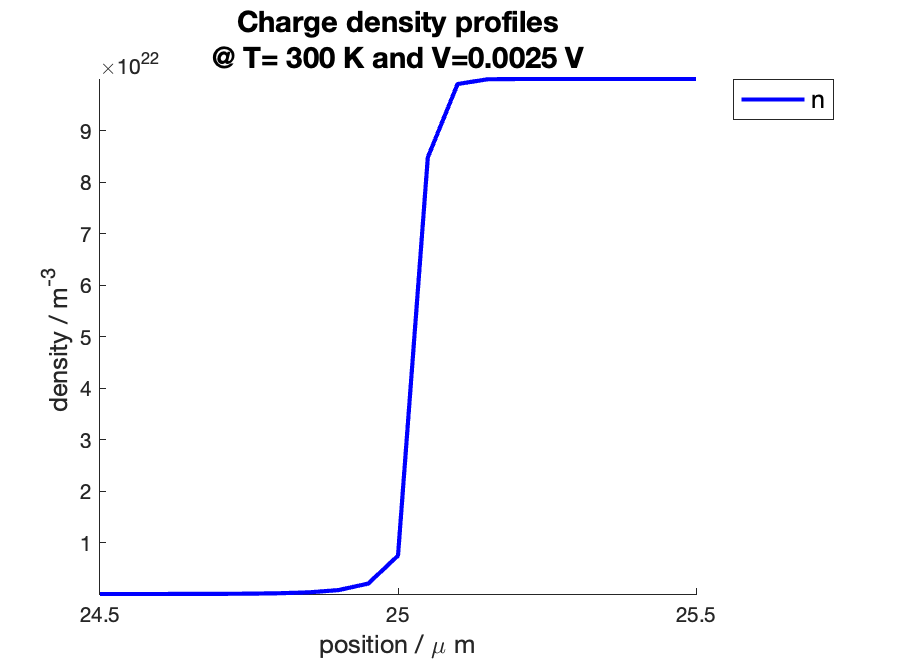 Charge density profiles
@ T= 300 K and V=0.0025 V
×10²²
n
9
8
7
6
5
4
3
2
1
density / m⁻³
24.5
25
25.5
position / μ m